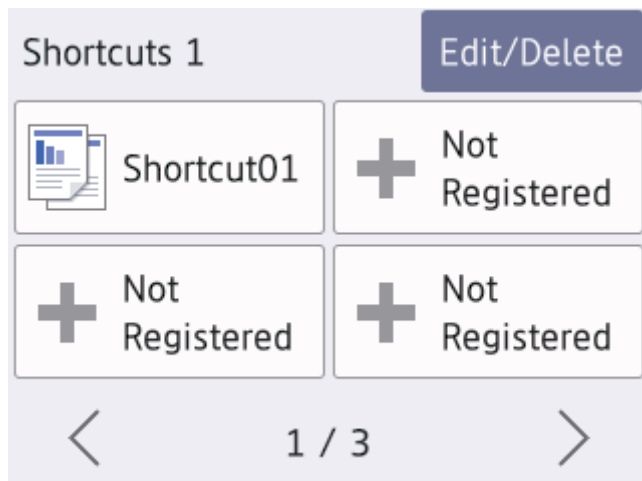 Shortcuts 1
Edit/Delete
Shortcut01
Not
Registered
Not
Registered
Not
Registered
1 / 3